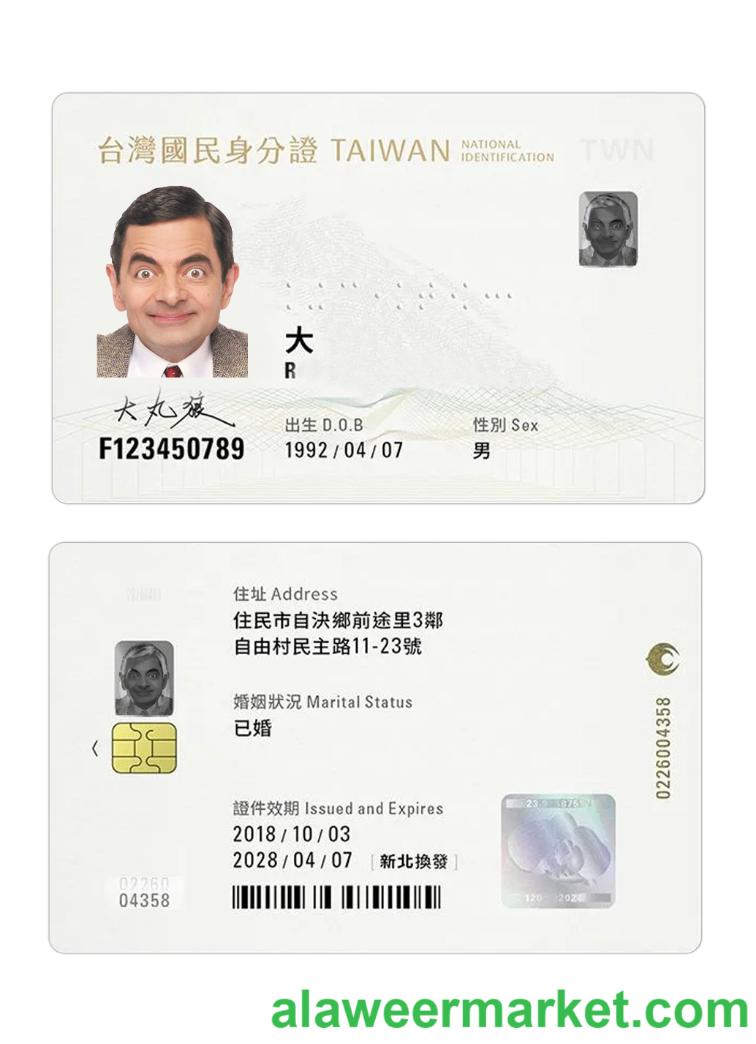 台灣國民身分證 TAIWAN NATIONAL IDENTIFICATION TWN
大
R
大丸猿
出生 D.O.B 性別 Sex
F123450789 1992 / 04 / 07 男
住址 Address
住民市自決鄉前途里3鄰
自由村民主路11-23號
婚姻狀況 Marital Status
已婚
0226004358
證件效期 Issued and Expires
2018 / 10 / 03
2028 / 04 / 07 [ 新北換發 ]
02260
04358
alaweermarket.com